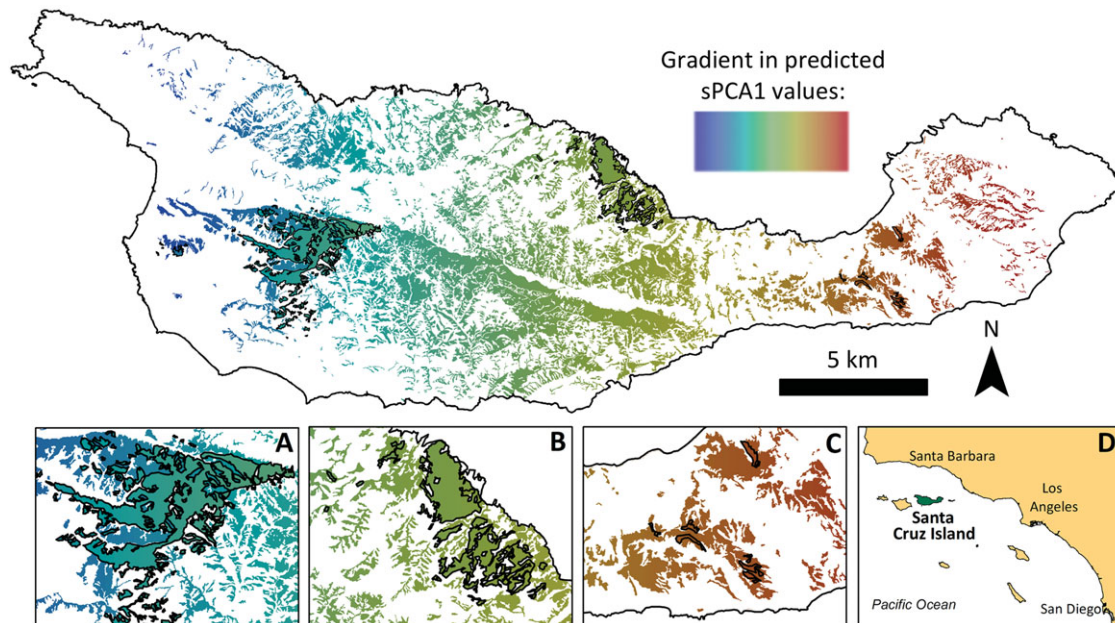 Gradient in predicted
sPCA1 values:
N
5 km
A
B
C
D
Santa Barbara
Los
Angeles
Santa
Cruz Island
Pacific Ocean
San Diego